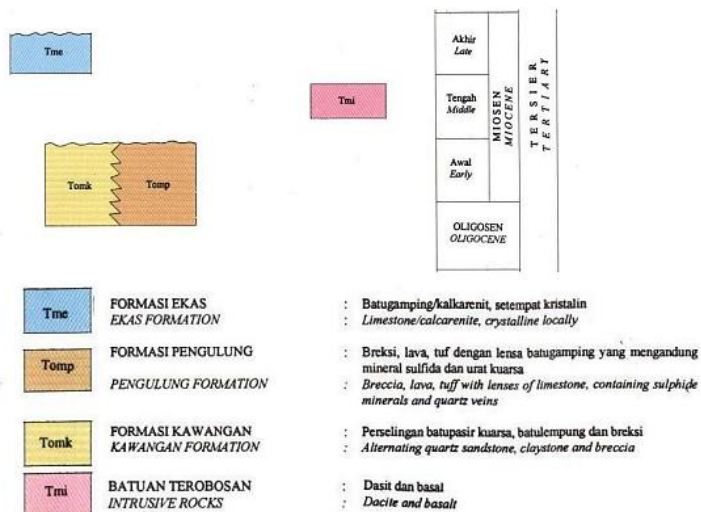 Tme
Tmi
Tomk
Tomp
Akhir
Late
Tengah
Middle
Awal
Early
MIOSEN
MIOCENE
TERSIER
TERTIARY
OLIGOSEN
OLIGOCENE
Tme FORMASI EKAS : Batugamping/kalkarenit, setempat kristalin
EKAS FORMATION : Limestone/calcarenite, crystalline locally
Tomp FORMASI PENGULUNG : Breksi, lava, tuf dengan lensa batugamping yang mengandung
mineral sulfida dan urat kuarsa
PENGULUNG FORMATION : Breccia, lava, tuff with lenses of limestone, containing sulphide
minerals and quartz veins
Tomk FORMASI KAWANGAN : Perselingan batupasir kuarsa, batulempung dan breksi
KAWANGAN FORMATION : Alternating quartz sandstone, claystone and breccia
Tmi BATUAN TEROBOSAN : Dasit dan basal
INTRUSIVE ROCKS : Dacite and basalt